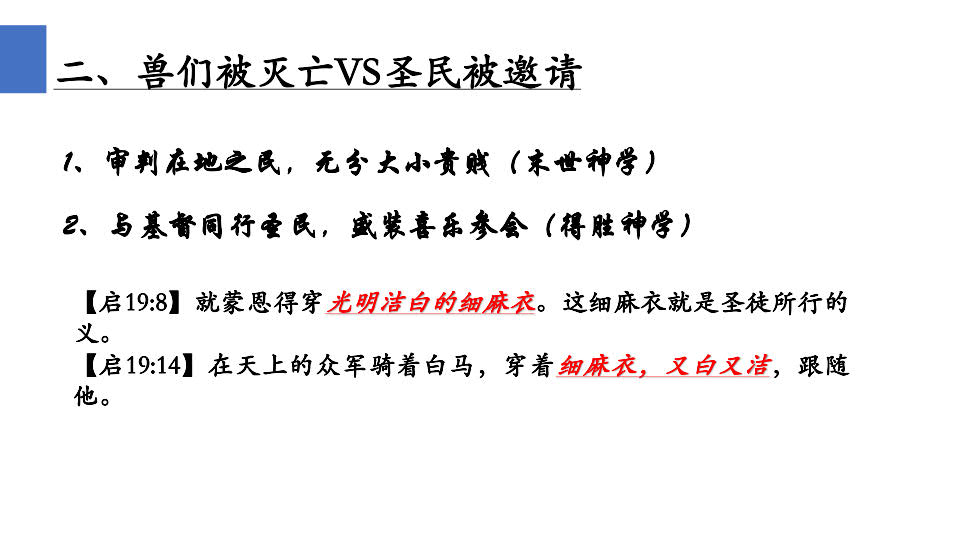 二、兽们被灭亡VS圣民被邀请
1、审判在地之民，无分大小贵贱（末世神学）
2、与基督同行圣民，盛装喜乐参会（得胜神学）
【启19:8】就蒙恩得穿光明洁白的细麻衣。这细麻衣就是圣徒所行的
义。
【启19:14】在天上的众军骑着白马，穿着细麻衣，又白又洁，跟随
他。